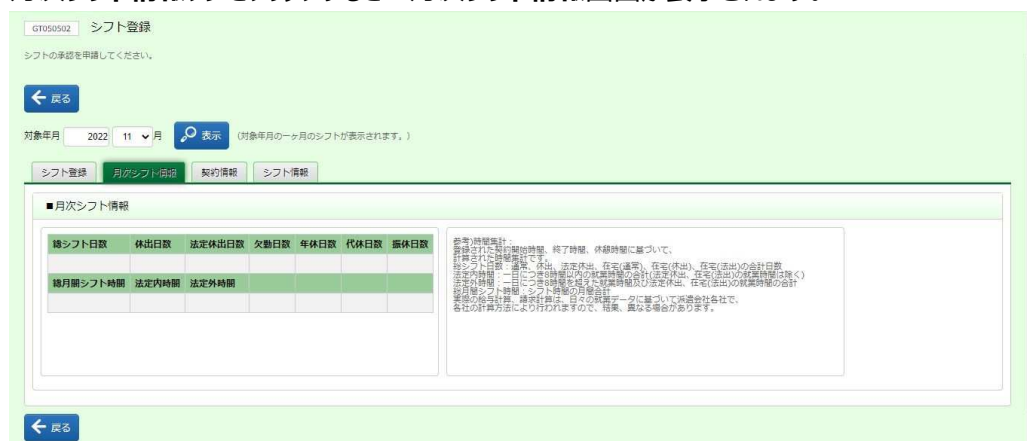 GT050502 シフト登録
シフトの承認を申請してください。
戻る
対象年月 2022 11 月 表示 (対象年月の一ヶ月のシフトが表示されます。)
シフト登録 月次シフト情報 契約情報 シフト情報
■月次シフト情報
総シフト日数 休出日数 法定休出日数 欠勤日数 年休日数 代休日数 振休日数
総月間シフト時間 法定内時間 法定外時間
参考)時間集計:
登録された契約開始時間、終了時間、休憩時間に基づいて、
計算された時間集計です。
総シフト日数:通常、休出、法定休出、在宅(通常)、在宅(休出)、在宅(法出)の合計日数
法定内時間:一日につき8時間以内の就業時間の合計(法定休出、在宅(法出)の就業時間は除く)
法定外時間:一日につき8時間を超えた就業時間及び法定休出、在宅(法出)の就業時間の合計
総月間シフト時間:シフト時間の月間合計
実際の給与計算、請求計算は、日々の就業データに基づいて派遣会社各社で、
各社の計算方法により行われますので、結果、異なる場合があります。
戻る